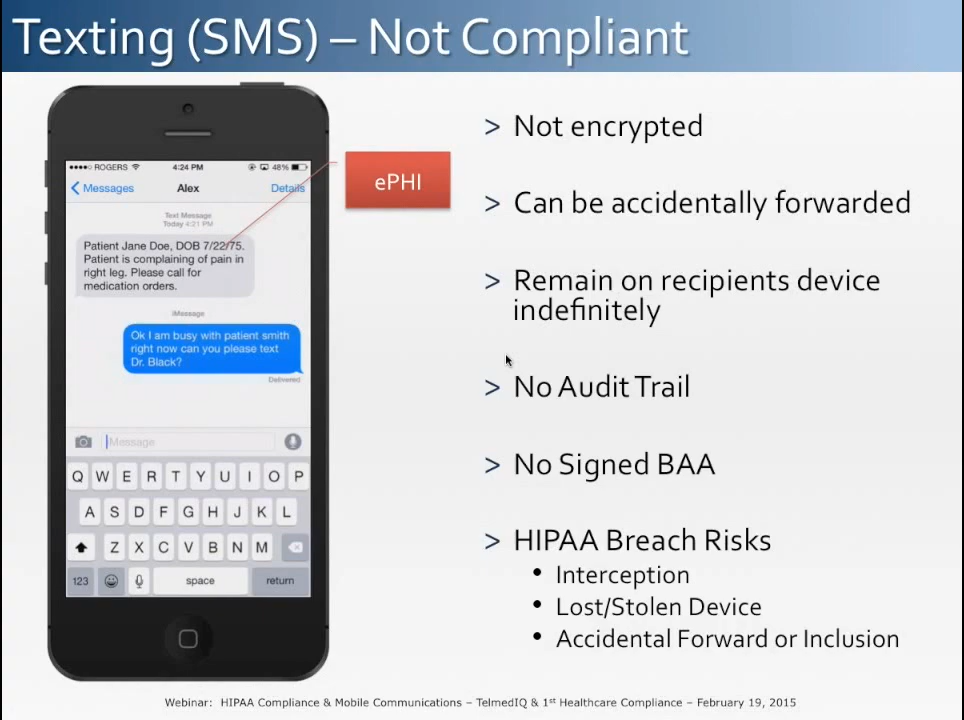 Texting (SMS) – Not Compliant
●●●●○ ROGERS 4:24 PM 48%
Messages Alex Details
Text Message
Today 4:21 PM
Patient Jane Doe, DOB 7/22/75.
Patient is complaining of pain in
right leg. Please call for
medication orders.
iMessage
Ok I am busy with patient smith
right now can you please text
Dr. Black?
Delivered
Message
Q W E R T Y U I O P
A S D F G H J K L
Z X C V B N M
123 space return
ePHI
> Not encrypted
> Can be accidentally forwarded
> Remain on recipients device
indefinitely
> No Audit Trail
> No Signed BAA
> HIPAA Breach Risks
• Interception
• Lost/Stolen Device
• Accidental Forward or Inclusion
Webinar: HIPAA Compliance & Mobile Communications – TelmedIQ & 1st Healthcare Compliance – February 19, 2015